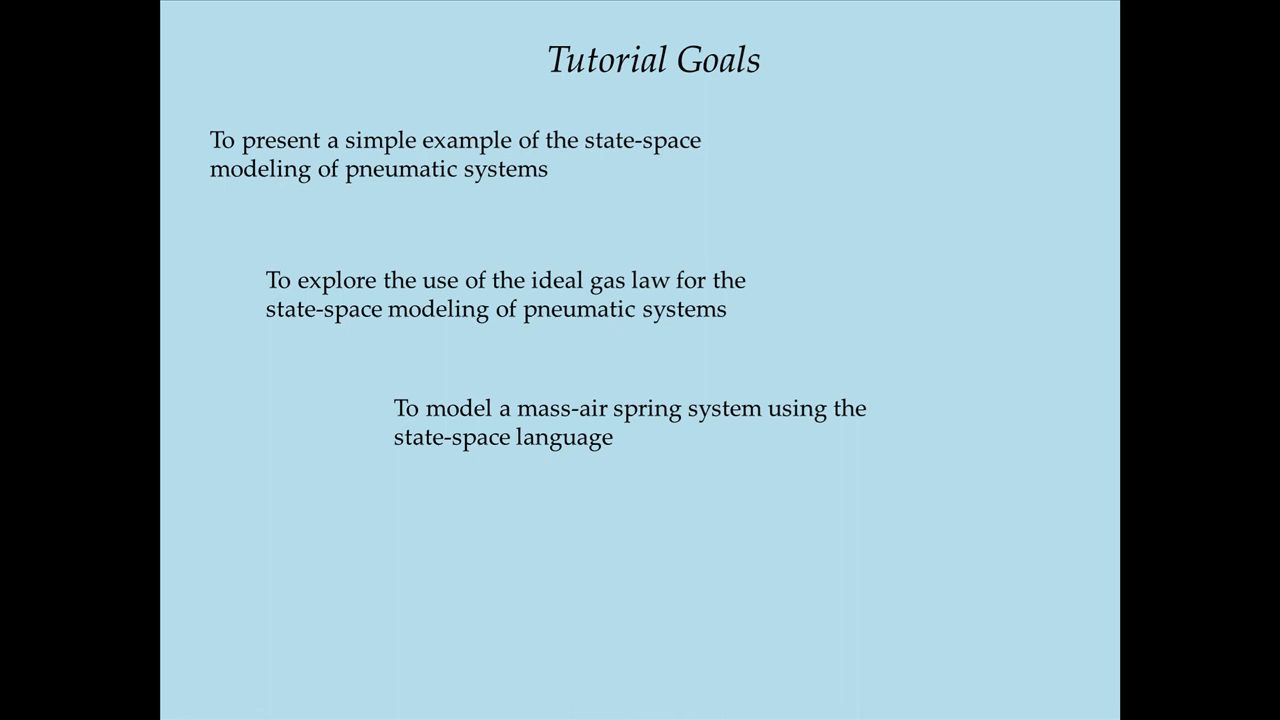 Tutorial Goals
To present a simple example of the state-space
modeling of pneumatic systems
To explore the use of the ideal gas law for the
state-space modeling of pneumatic systems
To model a mass-air spring system using the
state-space language